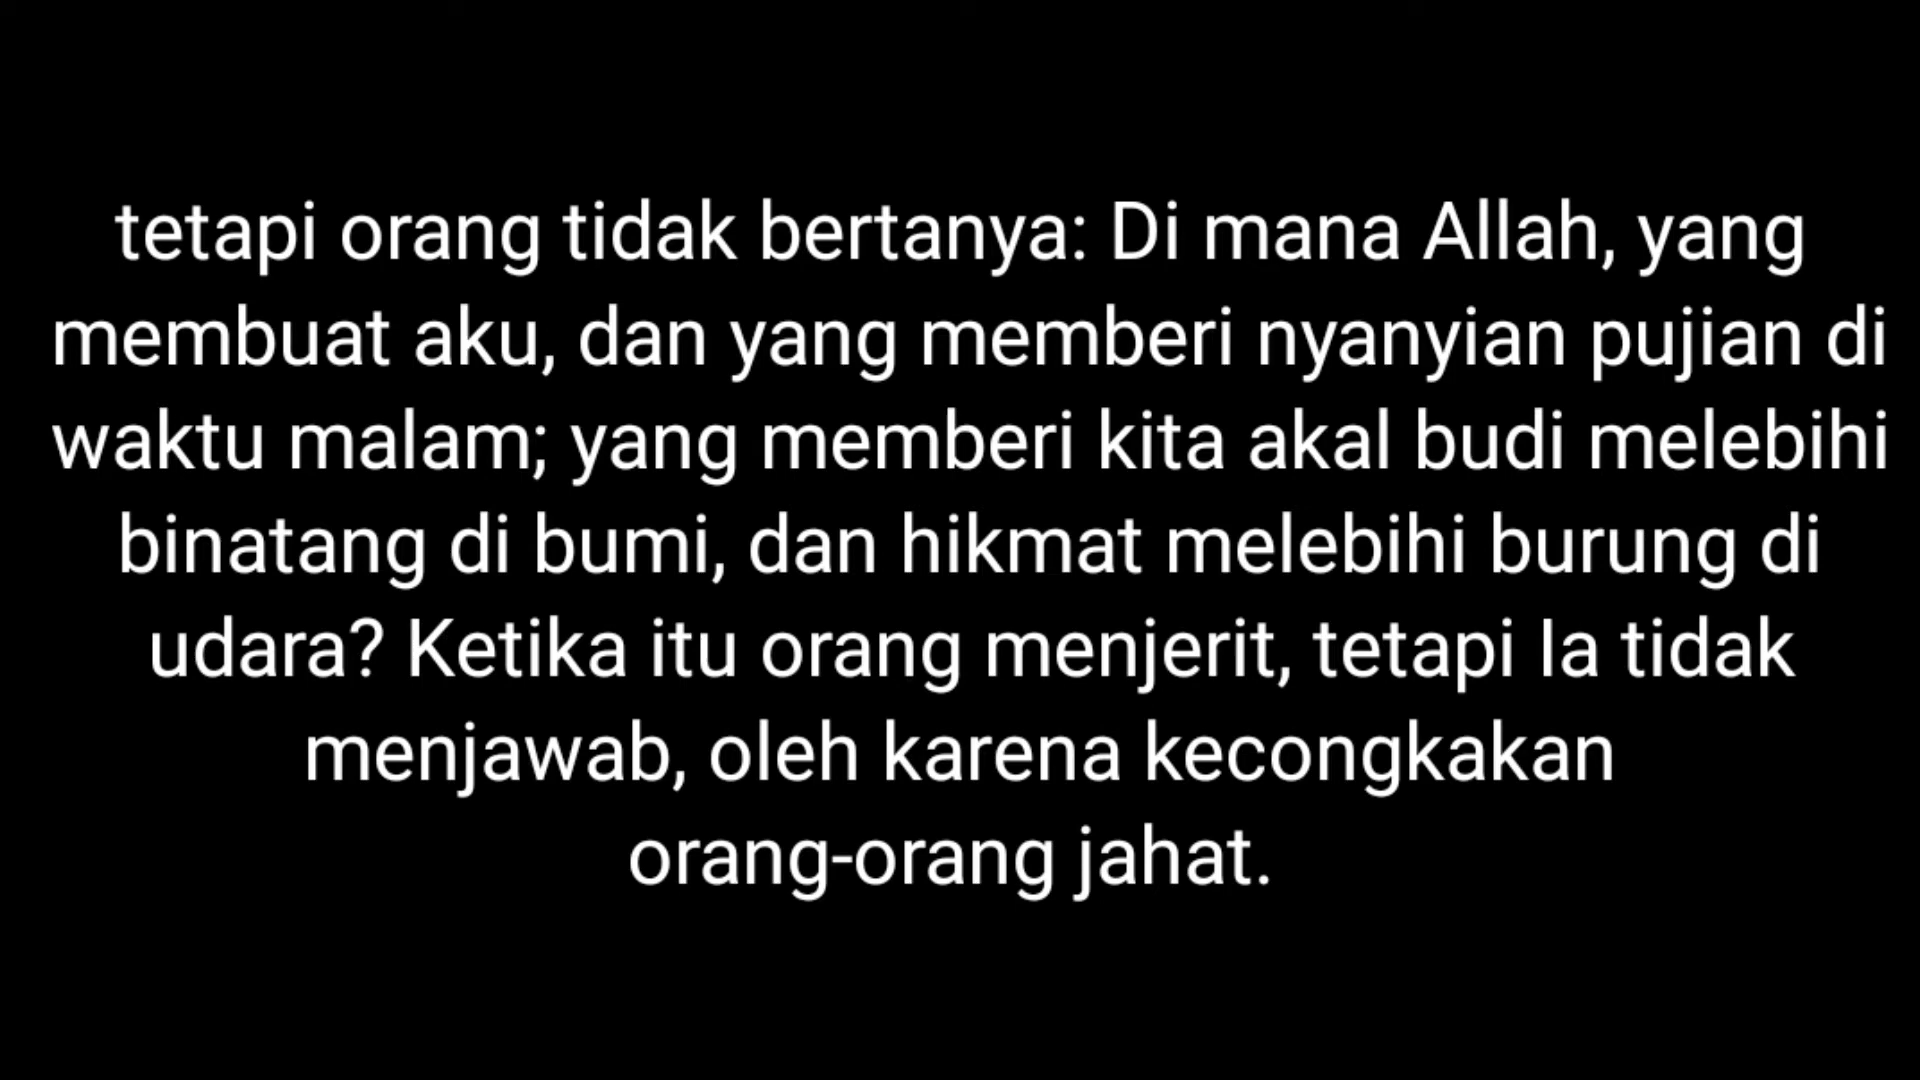 tetapi orang tidak bertanya: Di mana Allah, yang
membuat aku, dan yang memberi nyanyian pujian di
waktu malam; yang memberi kita akal budi melebihi
binatang di bumi, dan hikmat melebihi burung di
udara? Ketika itu orang menjerit, tetapi Ia tidak
menjawab, oleh karena kecongkakan
orang-orang jahat.